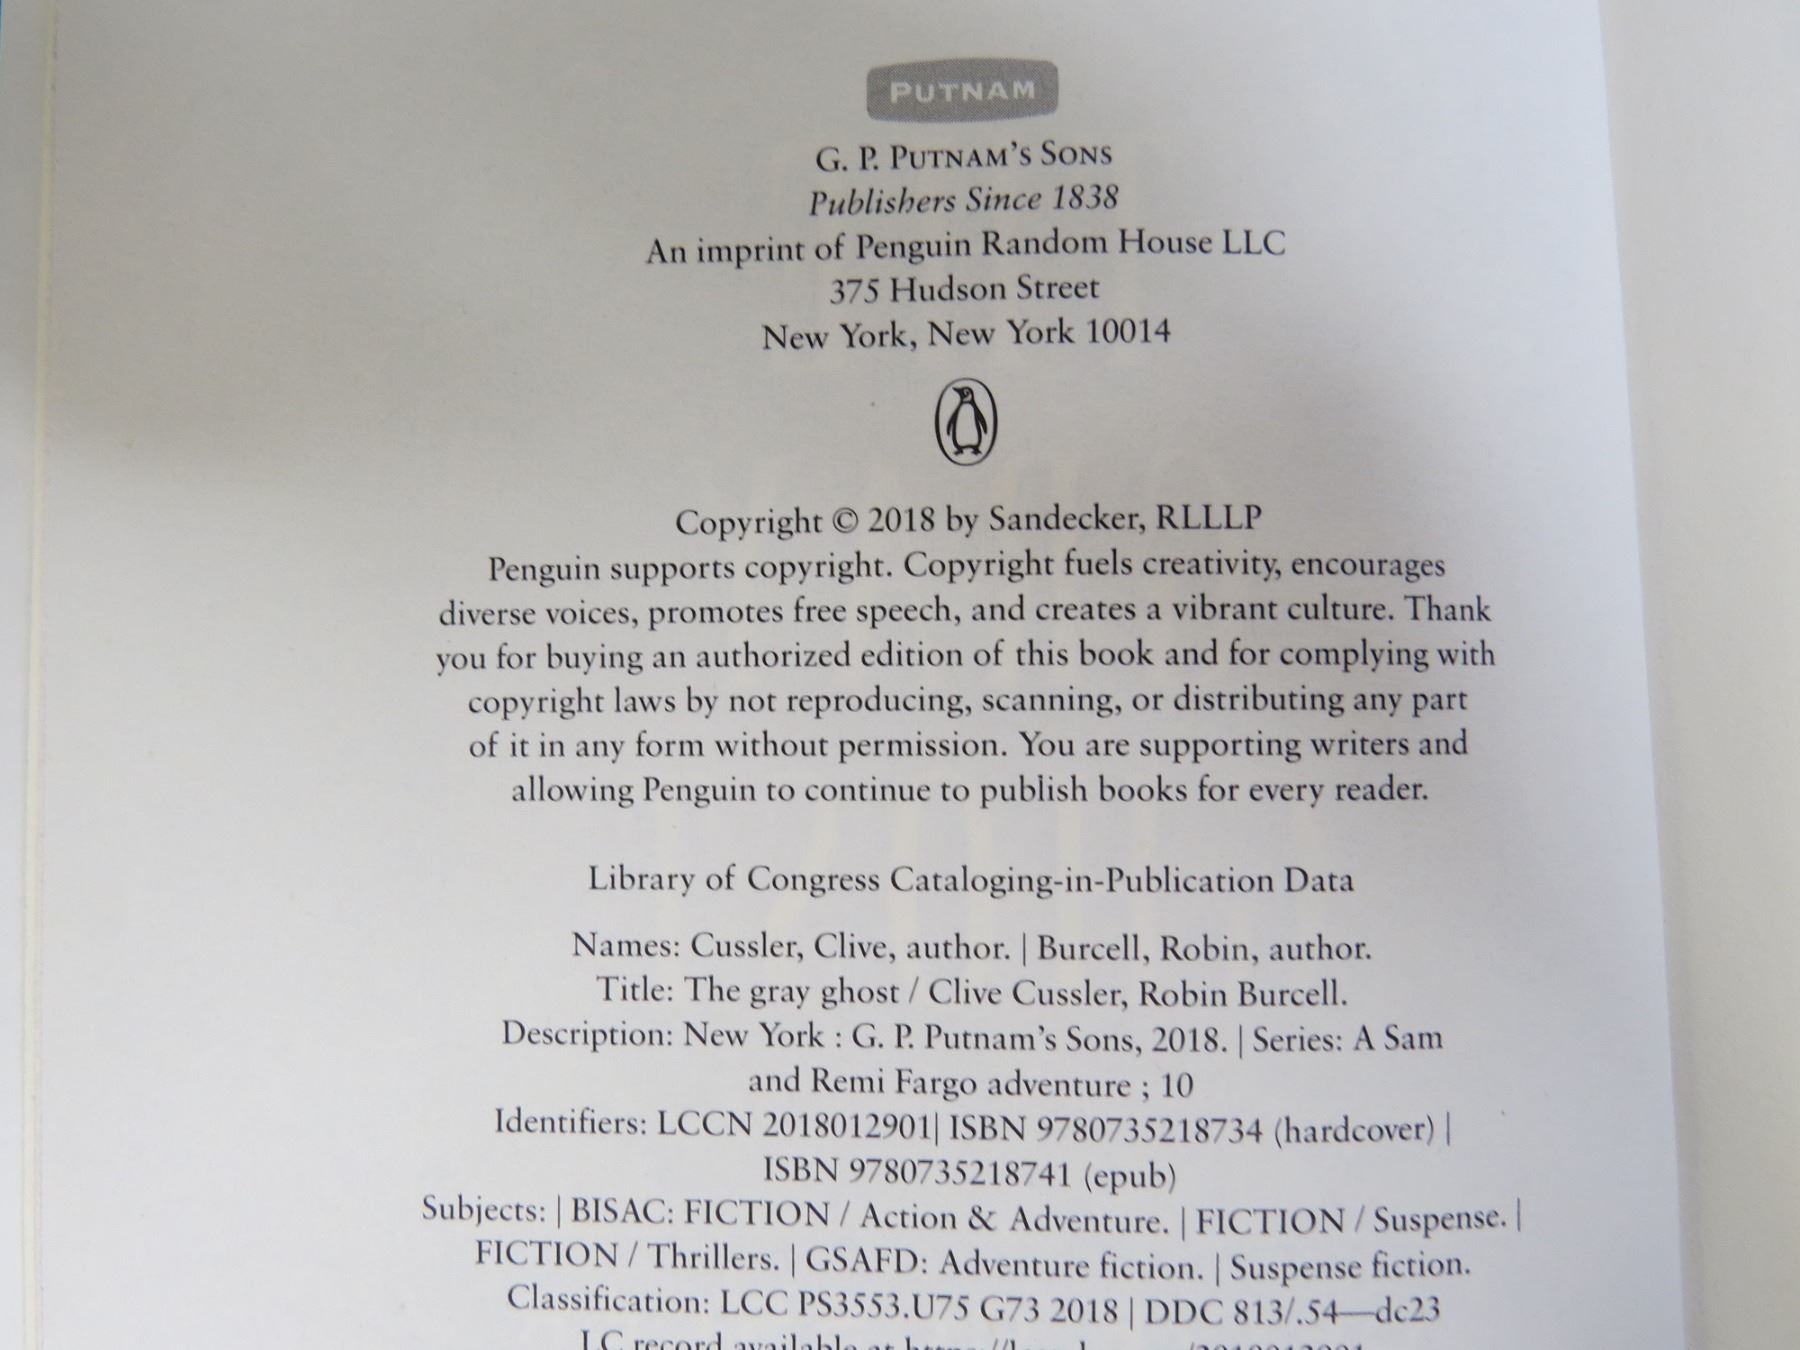 PUTNAM
G. P. PUTNAM'S SONS
Publishers Since 1838
An imprint of Penguin Random House LLC
375 Hudson Street
New York, New York 10014
Copyright © 2018 by Sandecker, RLLLP
Penguin supports copyright. Copyright fuels creativity, encourages
diverse voices, promotes free speech, and creates a vibrant culture. Thank
you for buying an authorized edition of this book and for complying with
copyright laws by not reproducing, scanning, or distributing any part
of it in any form without permission. You are supporting writers and
allowing Penguin to continue to publish books for every reader.
Library of Congress Cataloging-in-Publication Data
Names: Cussler, Clive, author. | Burcell, Robin, author.
Title: The gray ghost / Clive Cussler, Robin Burcell.
Description: New York : G. P. Putnam's Sons, 2018. | Series: A Sam
and Remi Fargo adventure ; 10
Identifiers: LCCN 2018012901| ISBN 9780735218734 (hardcover) |
ISBN 9780735218741 (epub)
Subjects: | BISAC: FICTION / Action & Adventure. | FICTION / Suspense. |
FICTION / Thrillers. | GSAFD: Adventure fiction. | Suspense fiction.
Classification: LCC PS3553.U75 G73 2018 | DDC 813/.54—dc23
LC record available at